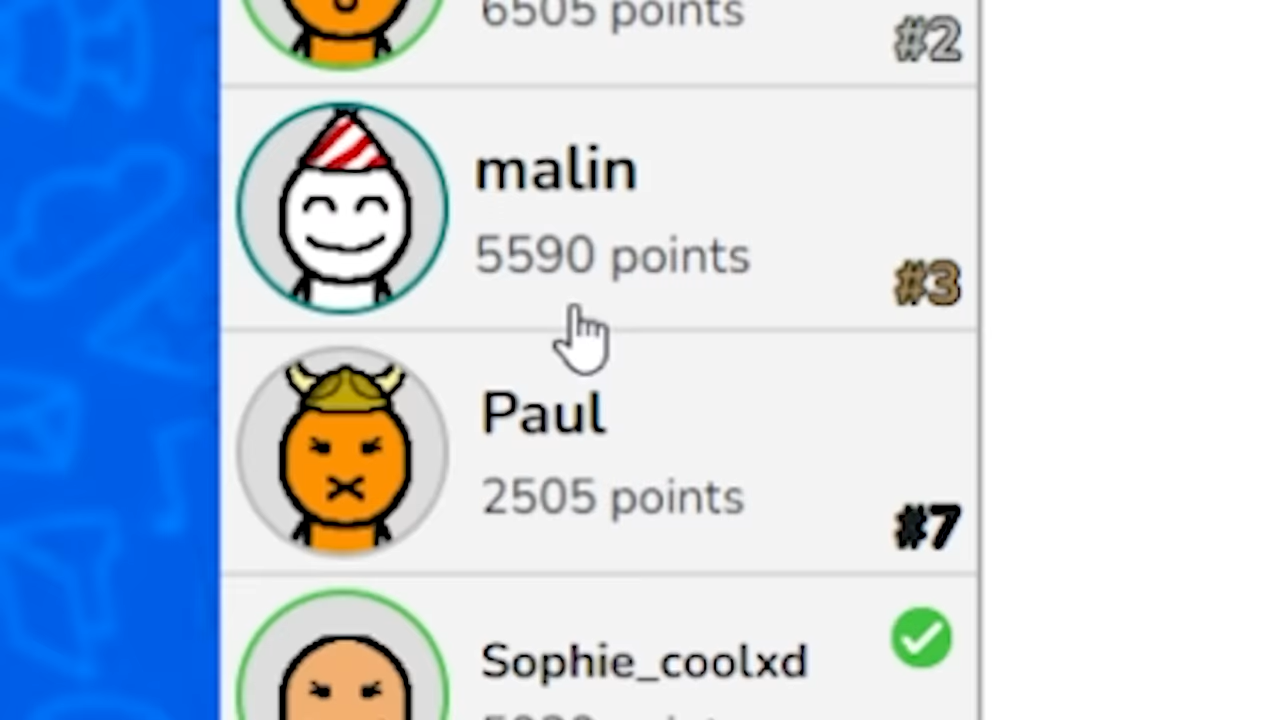 6505 points
#2
malin
5590 points
#3
Paul
2505 points
#7
Sophie_coolxd